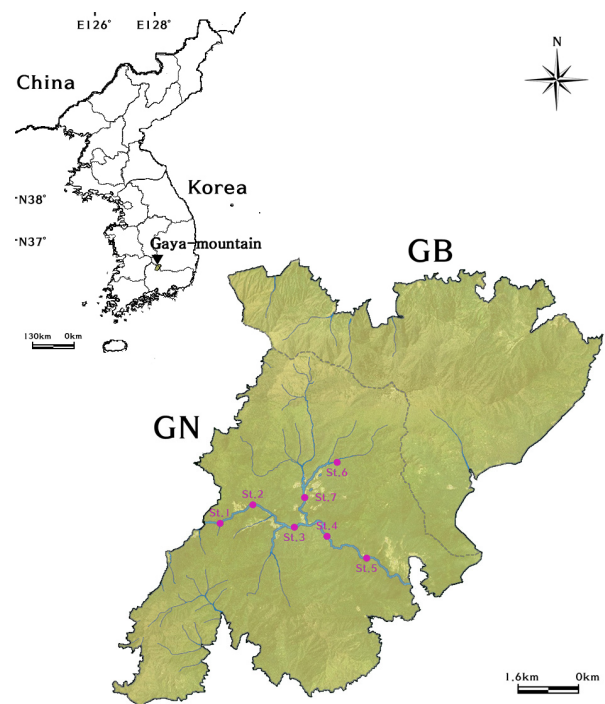 E126° E128°
N
China
Korea
N38°
N37°
Gaya-mountain
GB
130km 0km
GN
St.6
St.2
St.7
St.1
St.4
St.3
St.5
1.6km 0km